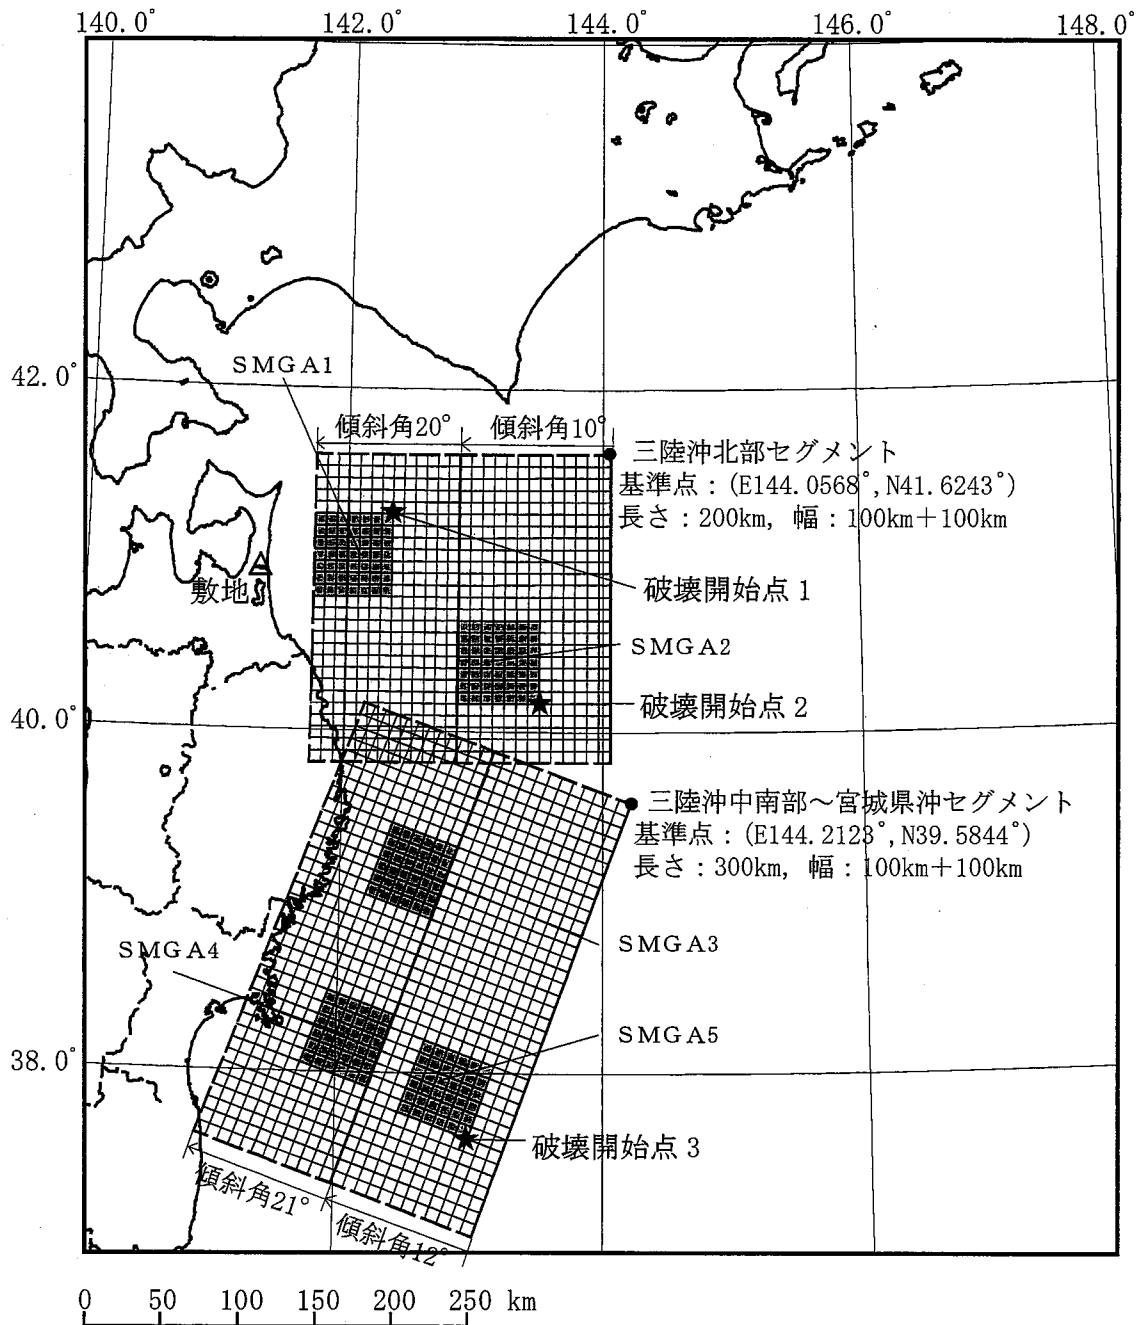 140.0° 142.0° 144.0° 146.0° 148.0°
SMGA1
42.0°
傾斜角20° 傾斜角10°
三陸沖北部セグメント
基準点：(E144.0568°,N41.6243°)
長さ：200km, 幅：100km＋100km
敷地
破壊開始点１
SMGA2
破壊開始点２
40.0°
三陸沖中南部～宮城県沖セグメント
基準点：(E144.2123°,N39.5844°)
長さ：300km, 幅：100km＋100km
SMGA3
SMGA4
SMGA5
38.0°
破壊開始点３
傾斜角21°
傾斜角12°
0 50 100 150 200 250 km